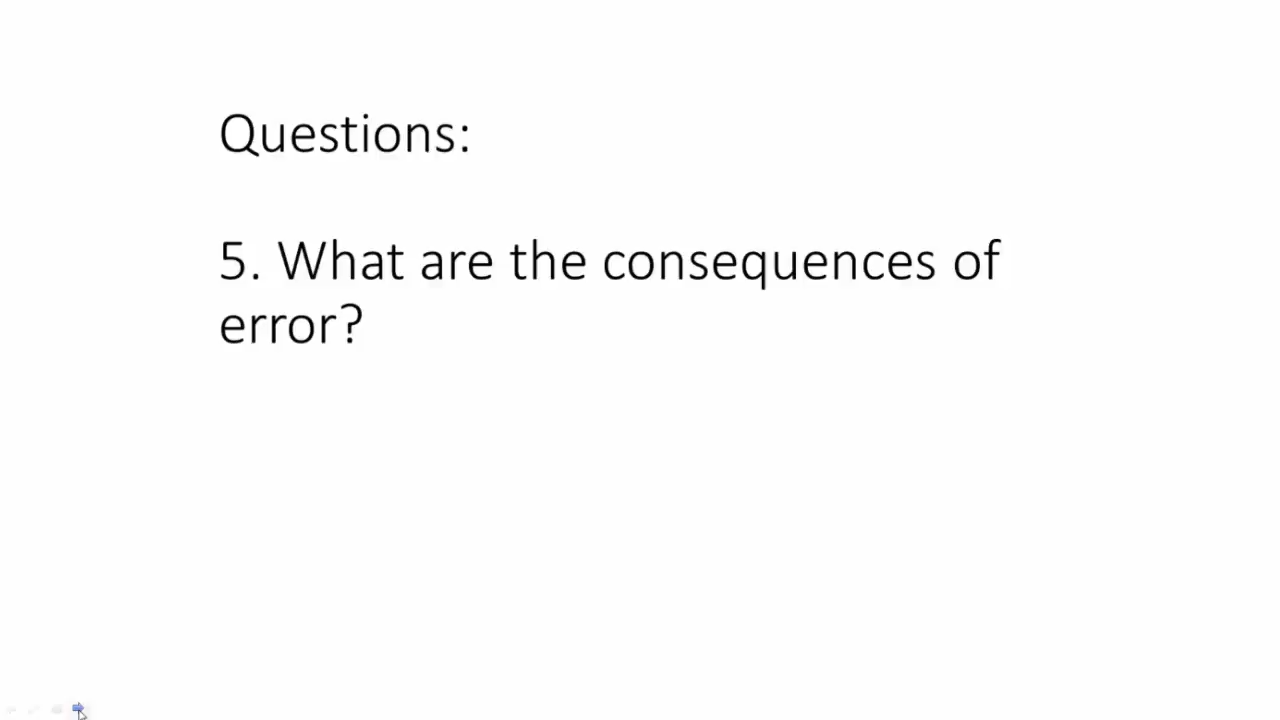 Questions:
5. What are the consequences of
error?